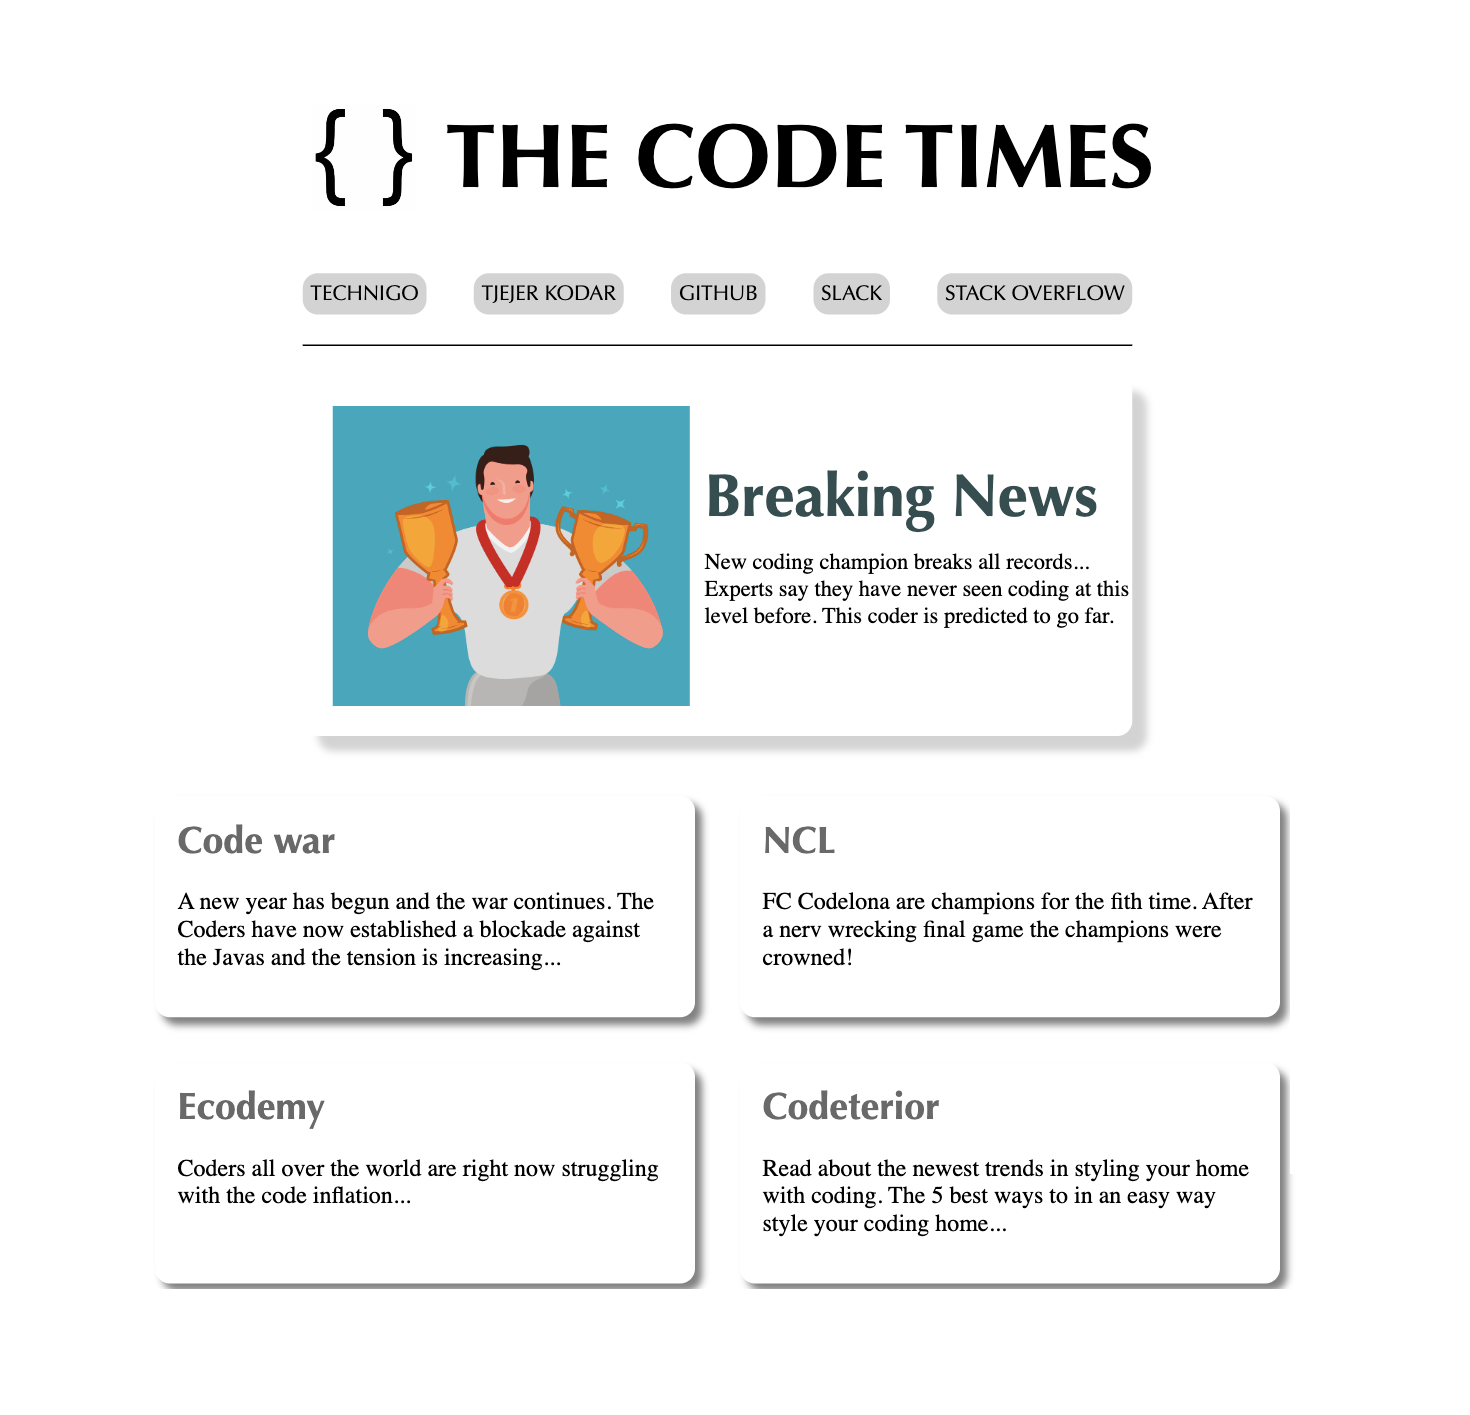 { } THE CODE TIMES
TECHNIGO TJEJER KODAR GITHUB SLACK STACK OVERFLOW
Breaking News
New coding champion breaks all records...
Experts say they have never seen coding at this
level before. This coder is predicted to go far.
1
Code war
A new year has begun and the war continues. The
Coders have now established a blockade against
the Javas and the tension is increasing...
NCL
FC Codelona are champions for the fith time. After
a nerv wrecking final game the champions were
crowned!
Ecodemy
Coders all over the world are right now struggling
with the code inflation...
Codeterior
Read about the newest trends in styling your home
with coding. The 5 best ways to in an easy way
style your coding home...